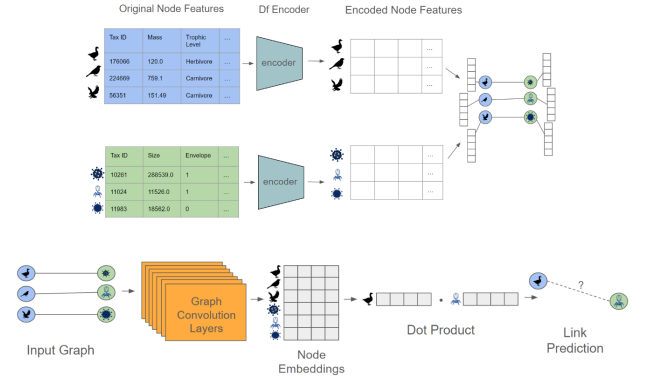 Original Node Features
Df Encoder
Encoded Node Features
Tax ID Mass Trophic Level ...
176066 120.0 Herbivore ...
224669 759.1 Carnivore ...
56351 151.49 Carnivore ...
encoder
...
...
...
Tax ID Size Envelope ...
10261 288539.0 1 ...
11024 11526.0 1 ...
11983 18562.0 0 ...
encoder
...
...
...
Graph
Convolution
Layers
?
Input Graph
Node
Embeddings
Dot Product
Link
Prediction